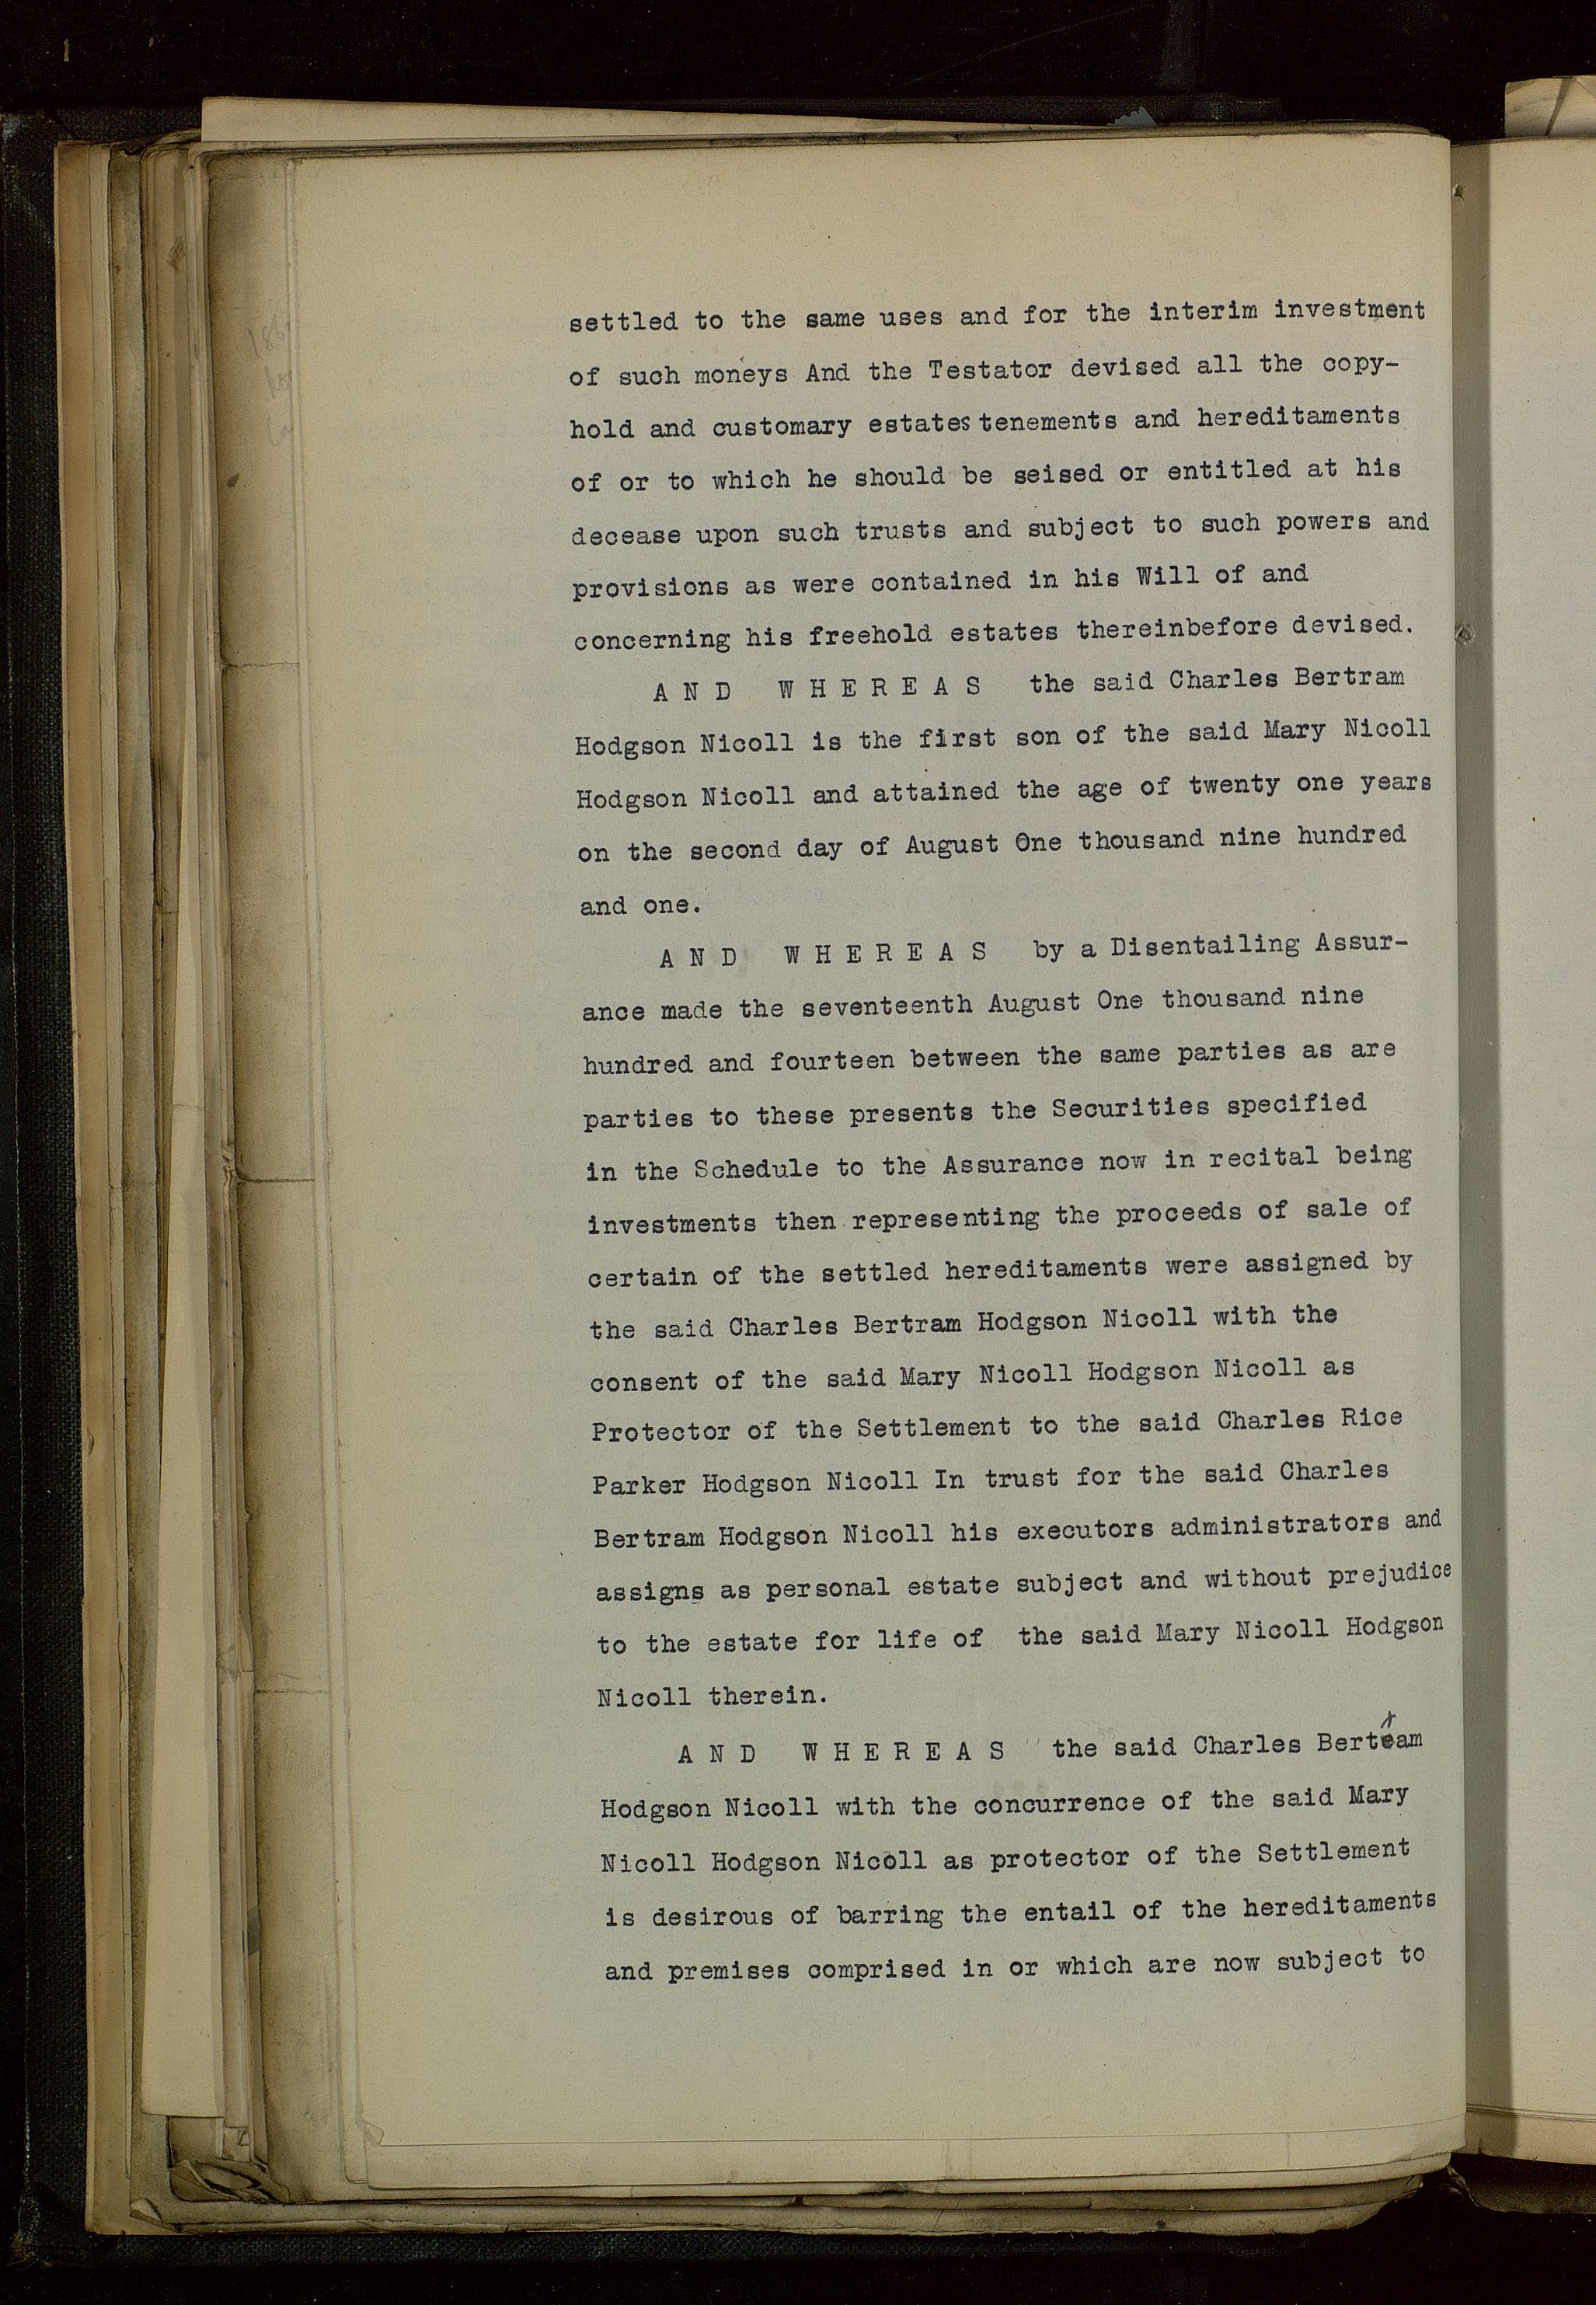 settled to the same uses and for the interim investment
of such moneys And the Testator devised all the copy-
hold and customary estates tenements and hereditaments
of or to which he should be seised or entitled at his
decease upon such trusts and subject to such powers and
provisions as were contained in his Will of and
concerning his freehold estates thereinbefore devised.
A N D   W H E R E A S   the said Charles Bertram
Hodgson Nicoll is the first son of the said Mary Nicoll
Hodgson Nicoll and attained the age of twenty one years
on the second day of August One thousand nine hundred
and one.
A N D   W H E R E A S   by a Disentailing Assur-
ance made the seventeenth August One thousand nine
hundred and fourteen between the same parties as are
parties to these presents the Securities specified
in the Schedule to the Assurance now in recital being
investments then representing the proceeds of sale of
certain of the settled hereditaments were assigned by
the said Charles Bertram Hodgson Nicoll with the
consent of the said Mary Nicoll Hodgson Nicoll as
Protector of the Settlement to the said Charles Rice
Parker Hodgson Nicoll In trust for the said Charles
Bertram Hodgson Nicoll his executors administrators and
assigns as personal estate subject and without prejudice
to the estate for life of the said Mary Nicoll Hodgson
Nicoll therein.
A N D   W H E R E A S   the said Charles Bertram
Hodgson Nicoll with the concurrence of the said Mary
Nicoll Hodgson Nicoll as protector of the Settlement
is desirous of barring the entail of the hereditaments
and premises comprised in or which are now subject to